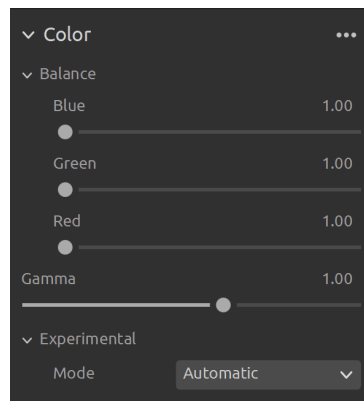 Color
Balance
Blue 1.00
Green 1.00
Red 1.00
Gamma 1.00
Experimental
Mode Automatic